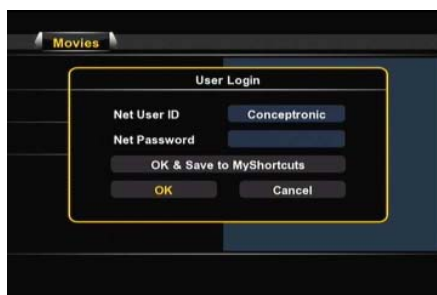 Movies
User Login
Net User ID Conceptronic
Net Password
OK & Save to MyShortcuts
OK Cancel